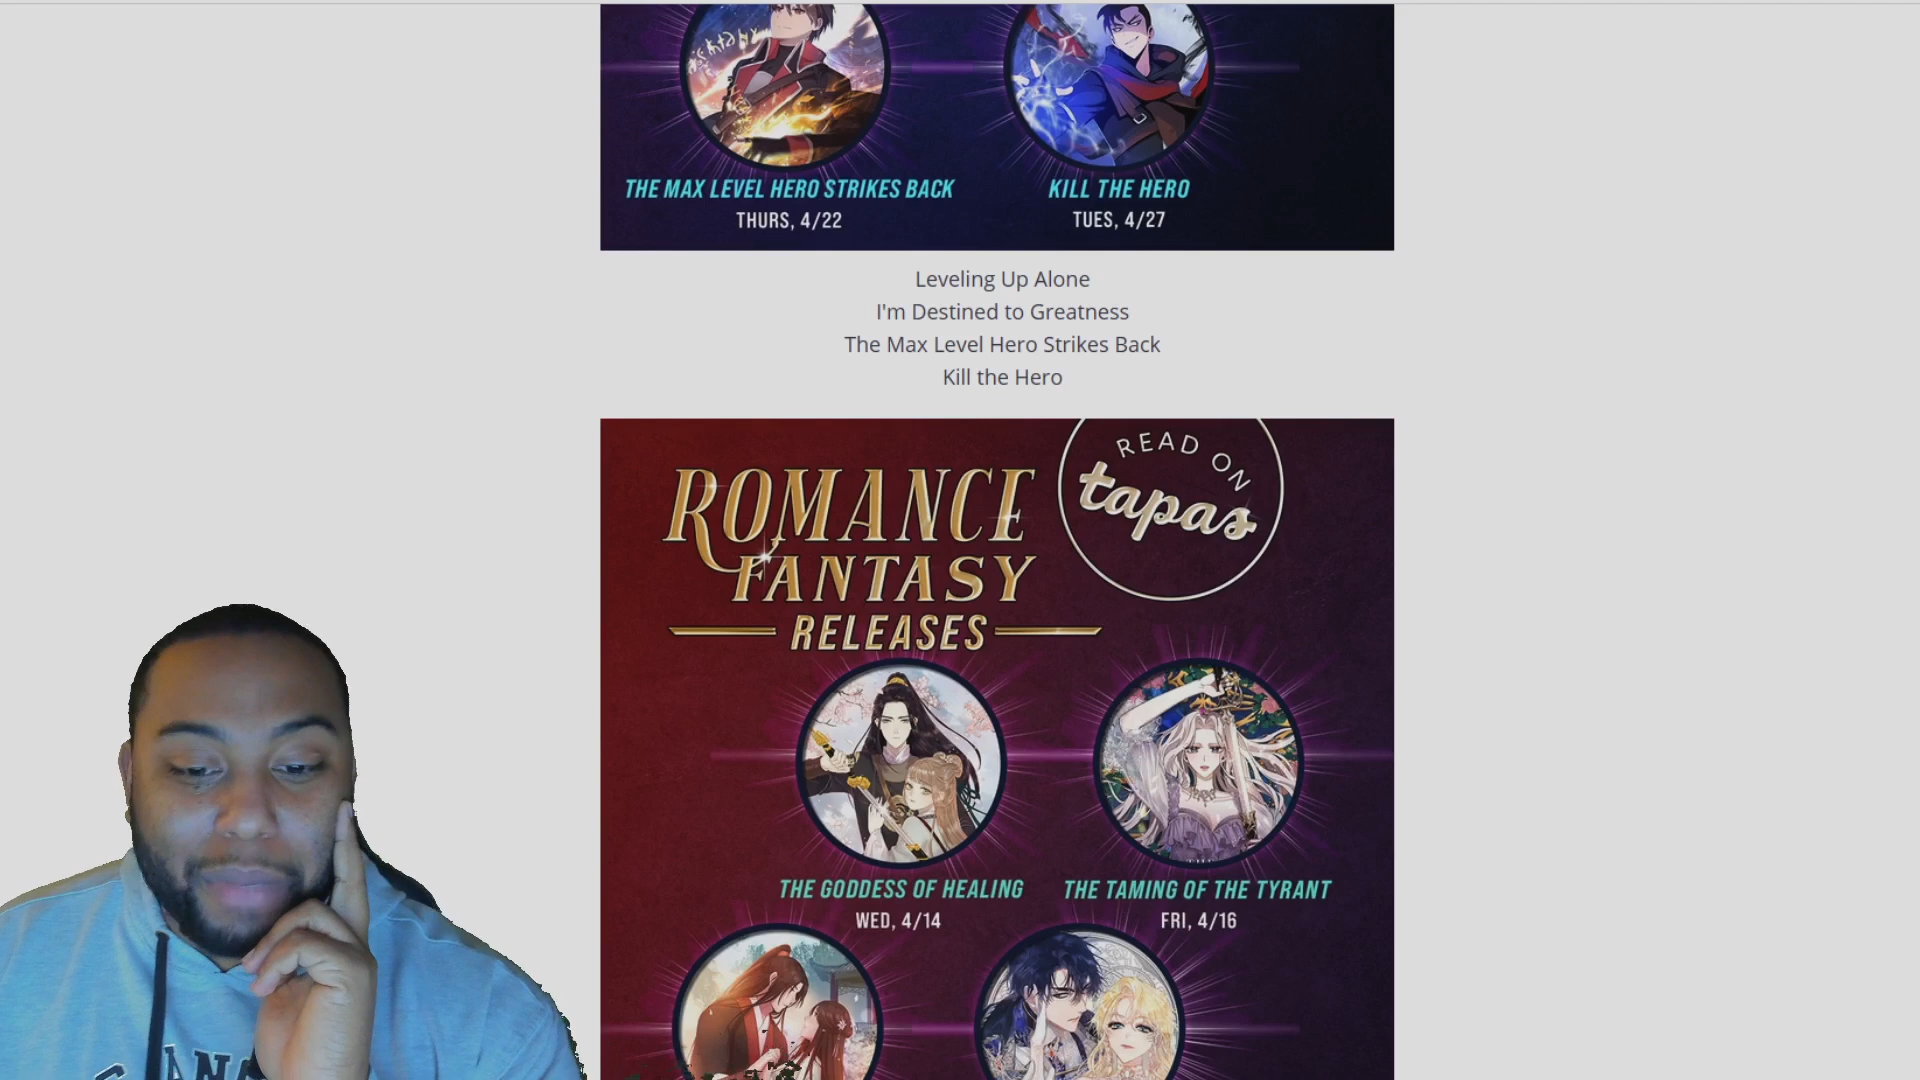 THE MAX LEVEL HERO STRIKES BACK
THURS, 4/22
KILL THE HERO
TUES, 4/27
Leveling Up Alone
I'm Destined to Greatness
The Max Level Hero Strikes Back
Kill the Hero
READ ON
tapas
ROMANCE
FANTASY
RELEASES
THE GODDESS OF HEALING
WED, 4/14
THE TAMING OF THE TYRANT
FRI, 4/16